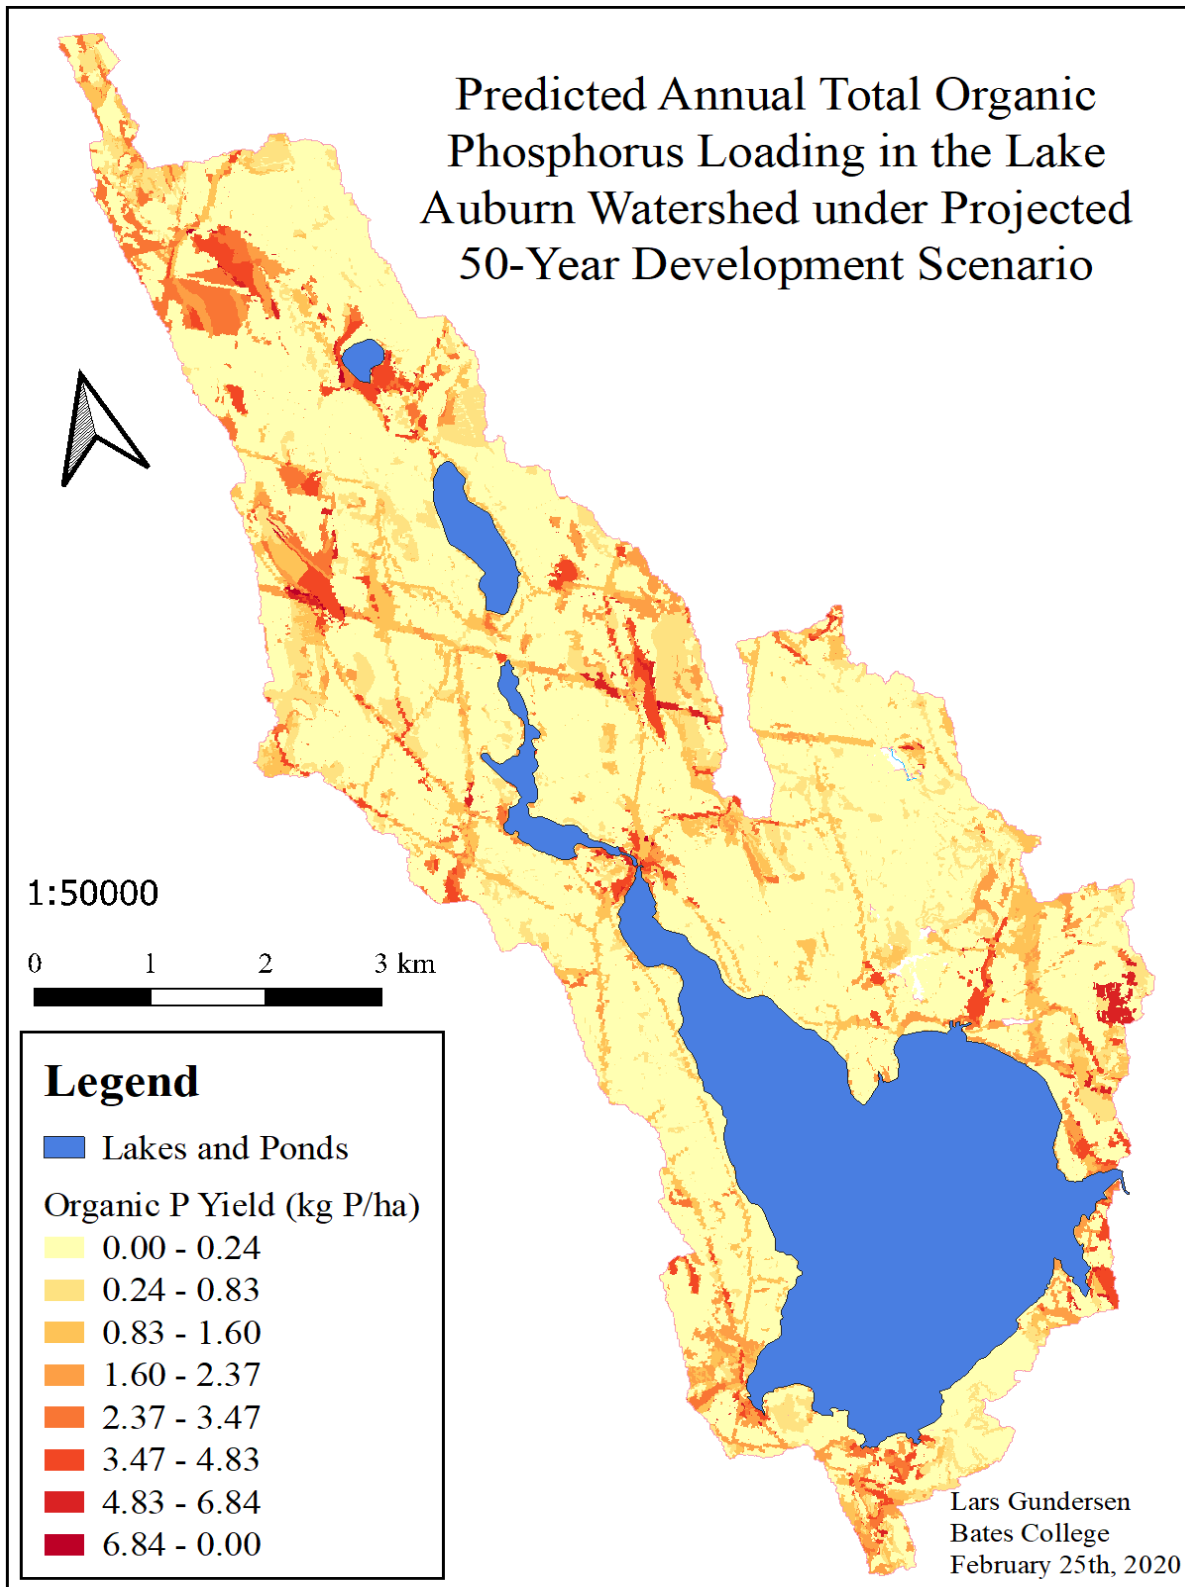 Predicted Annual Total Organic
Phosphorus Loading in the Lake
Auburn Watershed under Projected
50-Year Development Scenario
1:50000
0 1 2 3 km
Legend
Lakes and Ponds
Organic P Yield (kg P/ha)
0.00 - 0.24
0.24 - 0.83
0.83 - 1.60
1.60 - 2.37
2.37 - 3.47
3.47 - 4.83
4.83 - 6.84
6.84 - 0.00
Lars Gundersen
Bates College
February 25th, 2020